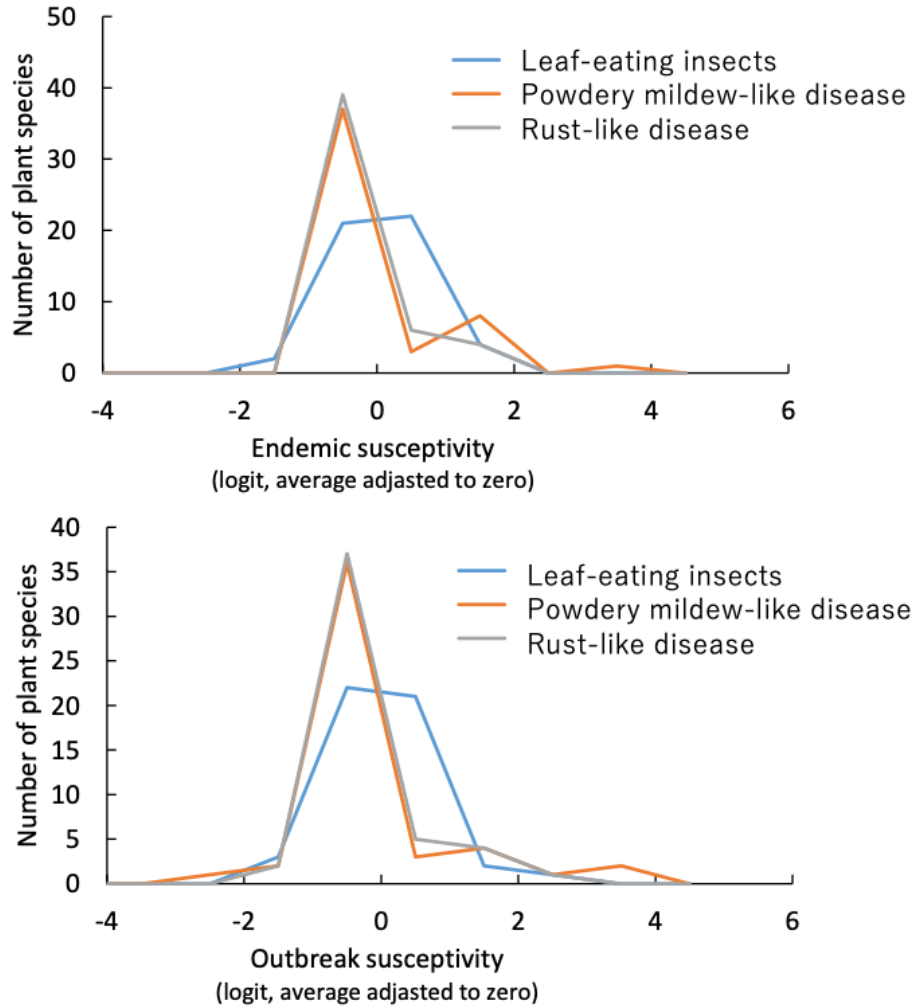 50
40
30
20
10
0
Number of plant species
Leaf-eating insects
Powdery mildew-like disease
Rust-like disease
-4 -2 0 2 4 6
Endemic susceptivity
(logit, average adjasted to zero)
40
35
30
25
20
15
10
5
0
Number of plant species
Leaf-eating insects
Powdery mildew-like disease
Rust-like disease
-4 -2 0 2 4 6
Outbreak susceptivity
(logit, average adjasted to zero)